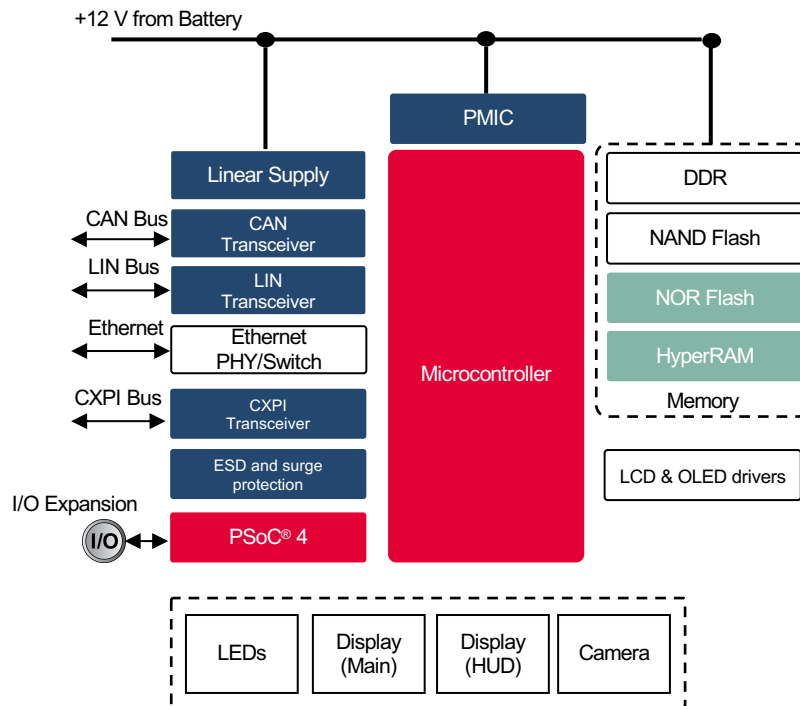 +12 V from Battery
PMIC
Linear Supply
CAN Bus
CAN
Transceiver
LIN Bus
LIN
Transceiver
Ethernet
Ethernet
PHY/Switch
CXPI Bus
CXPI
Transceiver
ESD and surge
protection
I/O Expansion
I/O
PSoC® 4
Microcontroller
DDR
NAND Flash
NOR Flash
HyperRAM
Memory
LCD & OLED drivers
LEDs
Display
(Main)
Display
(HUD)
Camera